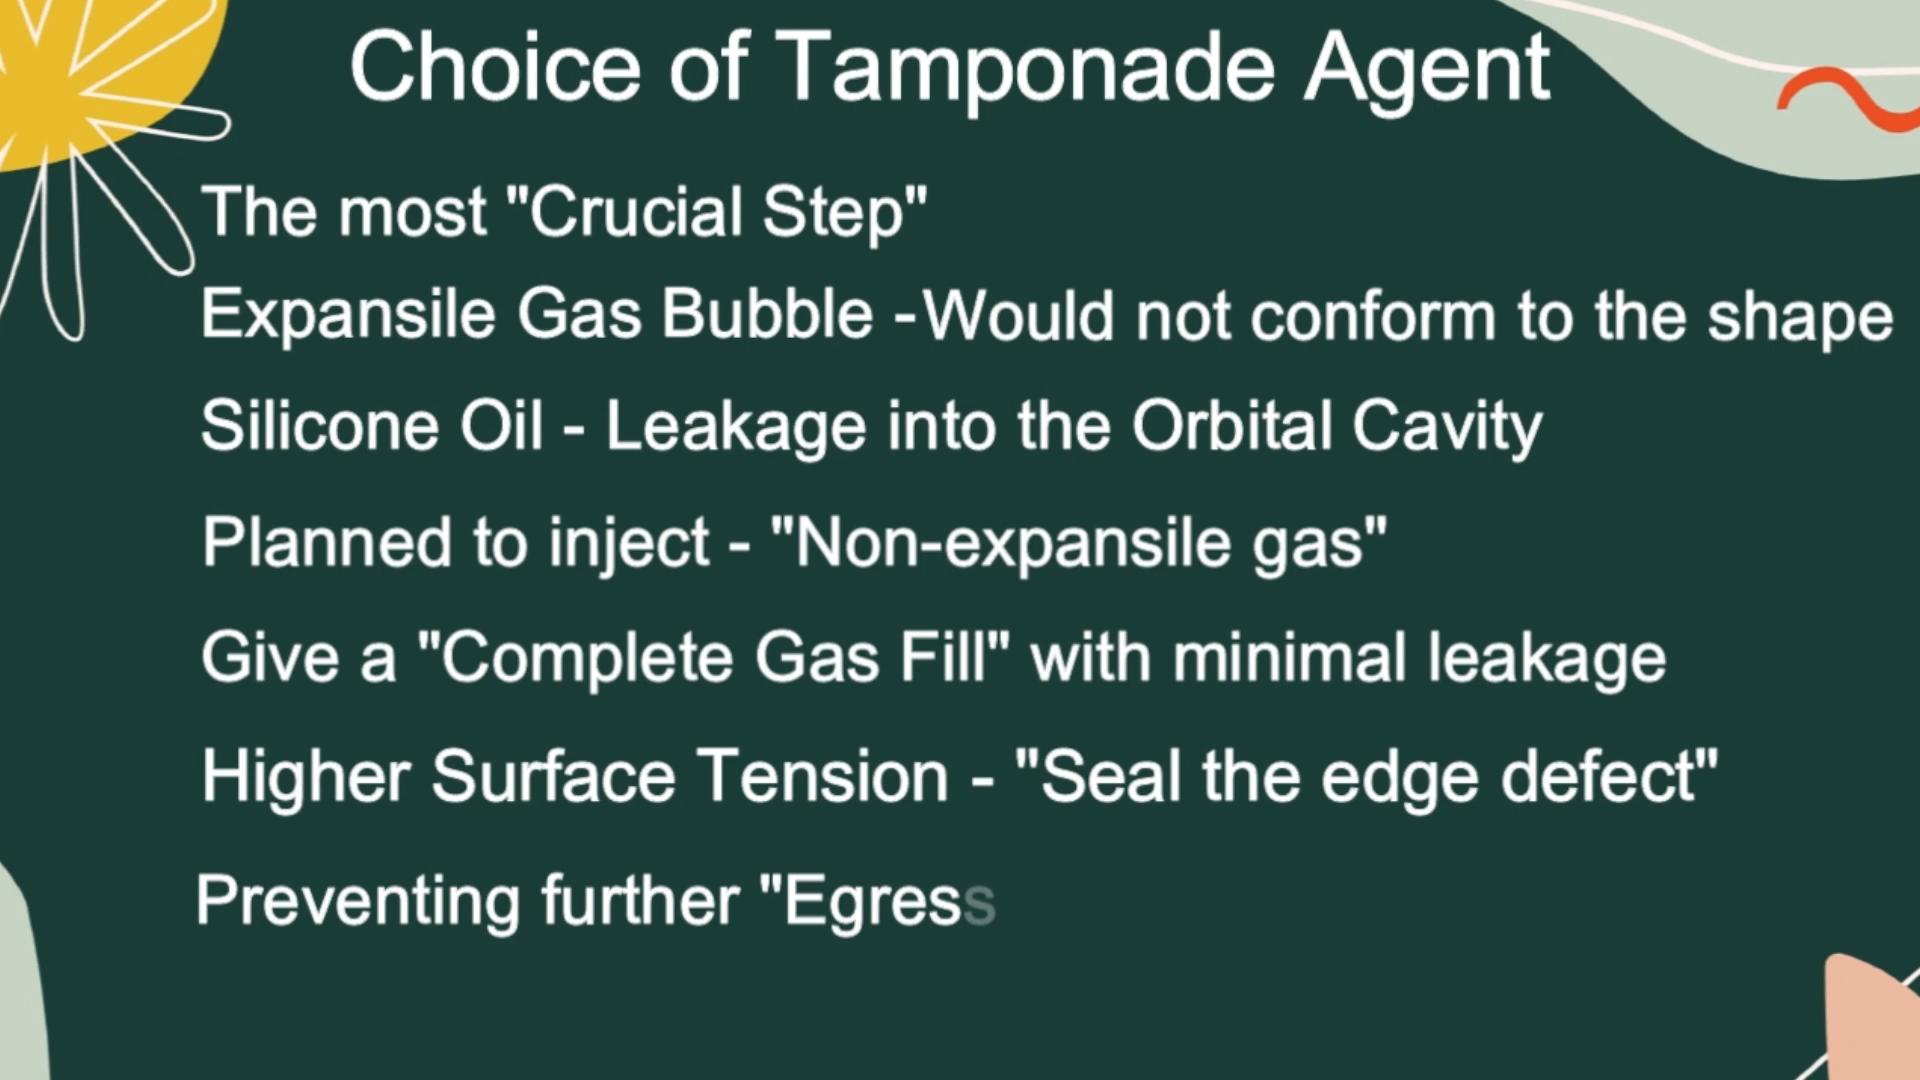 Choice of Tamponade Agent
The most "Crucial Step"
Expansile Gas Bubble -Would not conform to the shape
Silicone Oil - Leakage into the Orbital Cavity
Planned to inject - "Non-expansile gas"
Give a "Complete Gas Fill" with minimal leakage
Higher Surface Tension - "Seal the edge defect"
Preventing further "Egress